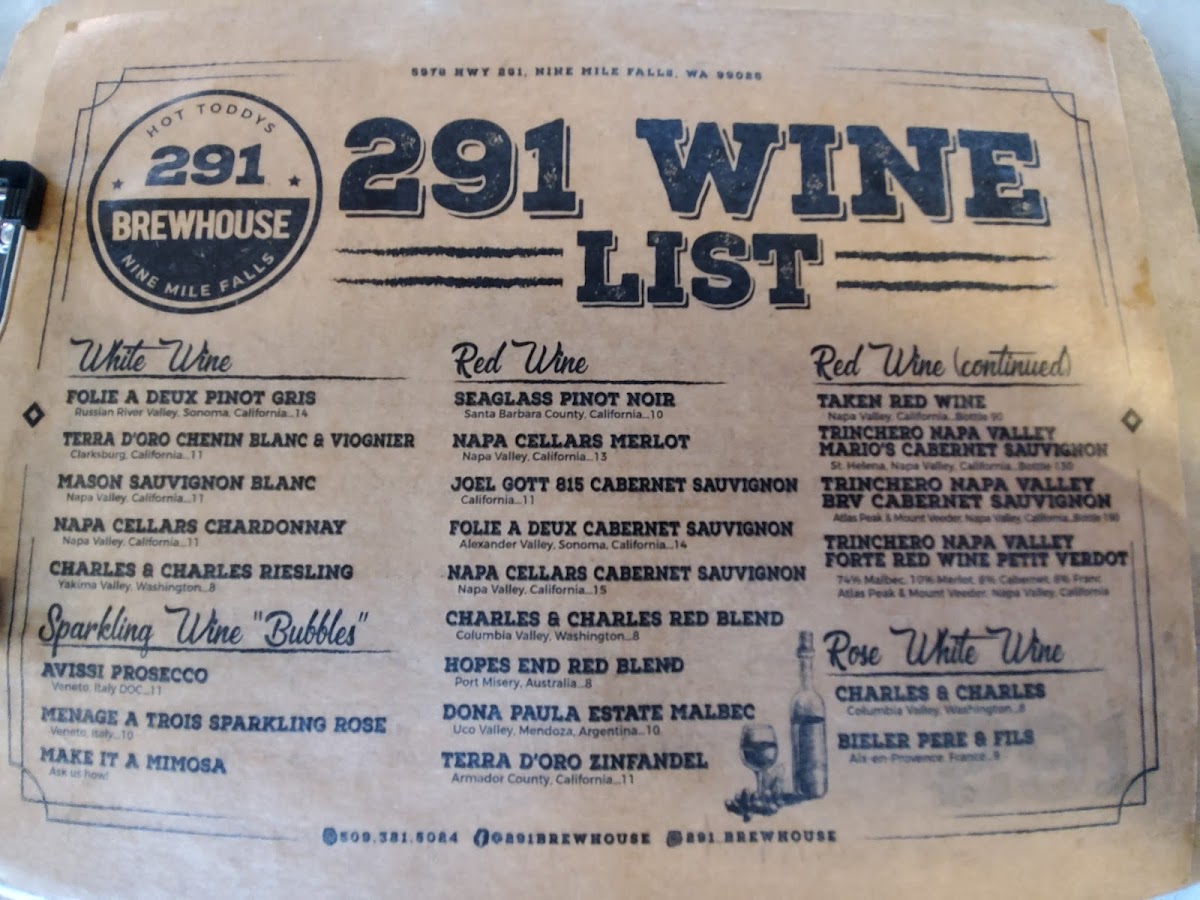 5978 HWY 291, NINE MILE FALLS, WA 99026
HOT TODDYS
291
BREWHOUSE
NINE MILE FALLS
291 WINE
LIST
White Wine
FOLIE A DEUX PINOT GRIS
Russian River Valley, Sonoma, California...14
TERRA D'ORO CHENIN BLANC & VIOGNIER
Clarksburg, California...11
MASON SAUVIGNON BLANC
Napa Valley, California...11
NAPA CELLARS CHARDONNAY
Napa Valley, California...11
CHARLES & CHARLES RIESLING
Yakima Valley, Washington...8
Sparkling Wine "Bubbles"
AVISSI PROSECCO
Veneto, Italy DOC...11
MENAGE A TROIS SPARKLING ROSE
Veneto, Italy...10
MAKE IT A MIMOSA
Ask us how!
Red Wine
SEAGLASS PINOT NOIR
Santa Barbara County, California...10
NAPA CELLARS MERLOT
Napa Valley, California...13
JOEL GOTT 815 CABERNET SAUVIGNON
California...11
FOLIE A DEUX CABERNET SAUVIGNON
Alexander Valley, Sonoma, California...14
NAPA CELLARS CABERNET SAUVIGNON
Napa Valley, California...15
CHARLES & CHARLES RED BLEND
Columbia Valley, Washington...8
HOPES END RED BLEND
Port Misery, Australia...8
DONA PAULA ESTATE MALBEC
Uco Valley, Mendoza, Argentina...10
TERRA D'ORO ZINFANDEL
Armador County, California...11
Red Wine (continued)
TAKEN RED WINE
Napa Valley, California...Bottle 90
TRINCHERO NAPA VALLEY
MARIO'S CABERNET SAUVIGNON
St. Helena, Napa Valley, California...Bottle 130
TRINCHERO NAPA VALLEY
BRV CABERNET SAUVIGNON
Atlas Peak & Mount Veeder, Napa Valley, California...Bottle 190
TRINCHERO NAPA VALLEY
FORTE RED WINE PETIT VERDOT
74% Malbec, 10% Merlot, 8% Cabernet, 8% Franc
Atlas Peak & Mount Veeder, Napa Valley, California
Rose White Wine
CHARLES & CHARLES
Columbia Valley, Washington...8
BIELER PERE & FILS
Aix-en-Provence, France...9
509.381.5024 @291BREWHOUSE @291_BREWHOUSE